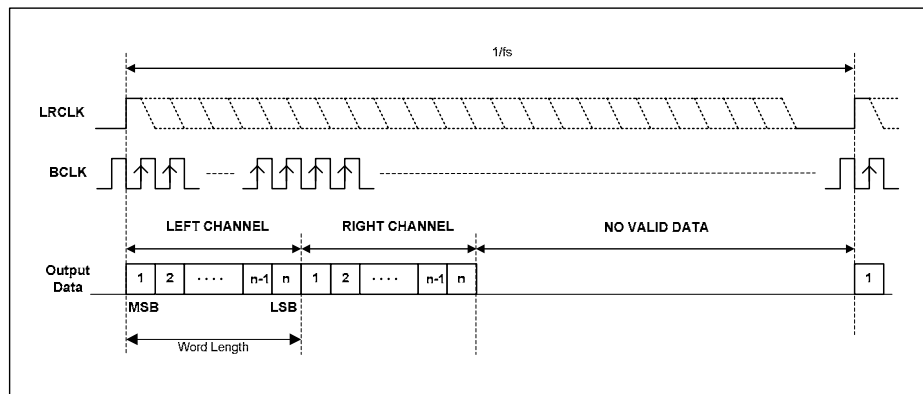 1/fs
LRCLK
BCLK
LEFT CHANNEL RIGHT CHANNEL NO VALID DATA
Output Data 1 2 .... n-1 n 1 2 .... n-1 n 1
MSB LSB
Word Length